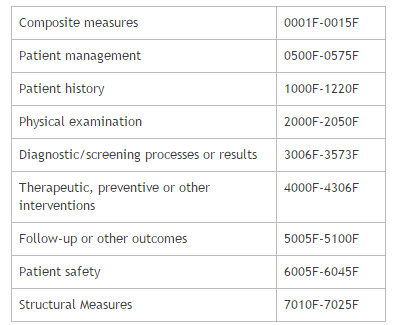 Composite measures 0001F-0015F
Patient management 0500F-0575F
Patient history 1000F-1220F
Physical examination 2000F-2050F
Diagnostic/screening processes or results 3006F-3573F
Therapeutic, preventive or other 4000F-4306F
interventions
Follow-up or other outcomes 5005F-5100F
Patient safety 6005F-6045F
Structural Measures 7010F-7025F